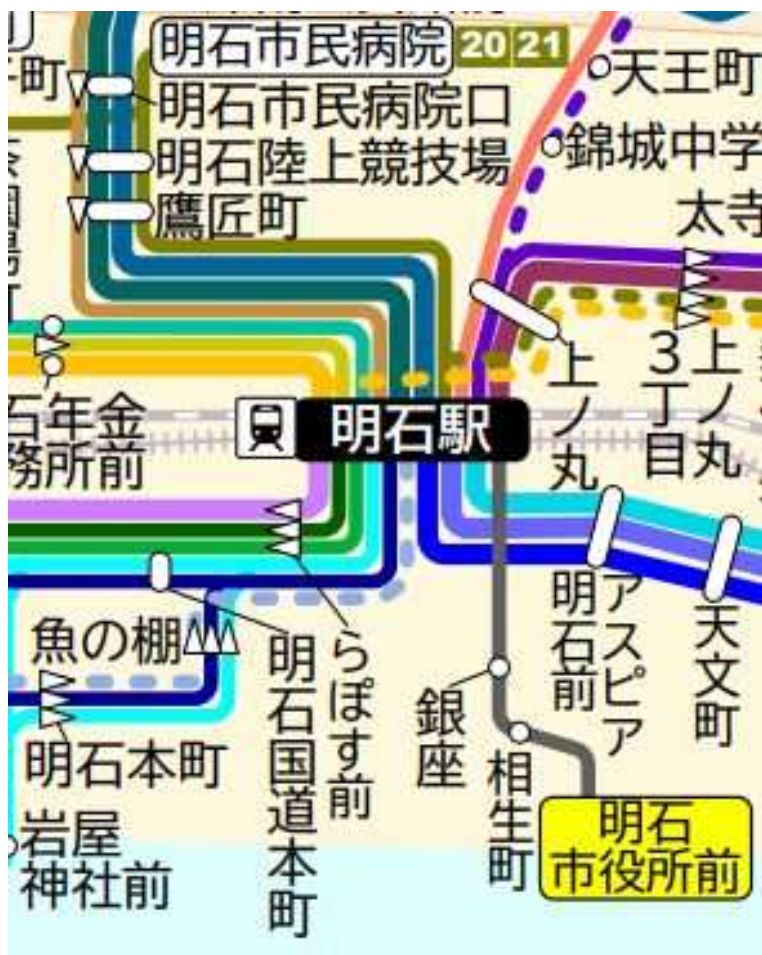 明石市民病院 20 21
町
天王町
明石市民病院口
錦城中学
明石陸上競技場
鷹匠町
太寺
上ノ丸
上ノ丸
3丁目
石年金
務所前
明石駅
アスピア
明石前
天文町
魚の棚
らぽす前
明石国道本町
銀座
明石本町
相生町
岩屋
神社前
明石
市役所前